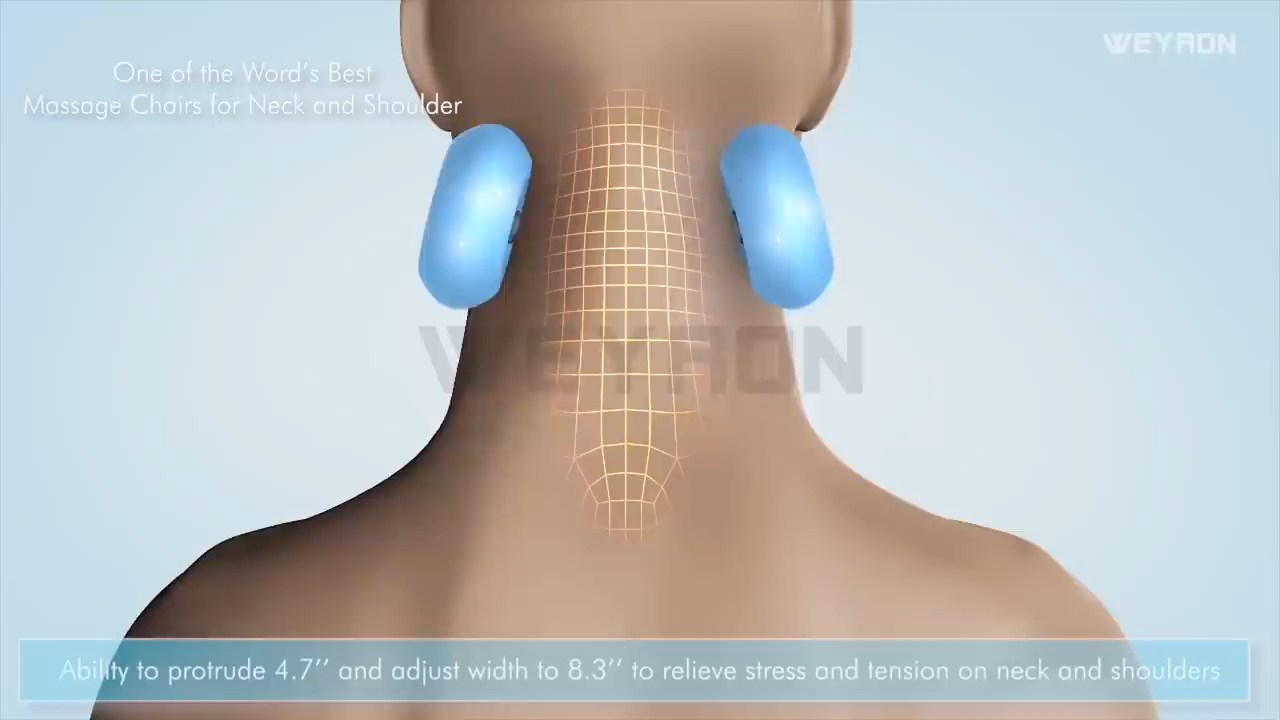 WEYRON
One of the Word's Best
Massage Chairs for Neck and Shoulder
WEYRON
Ability to protrude 4.7’’ and adjust width to 8.3’’ to relieve stress and tension on neck and shoulders